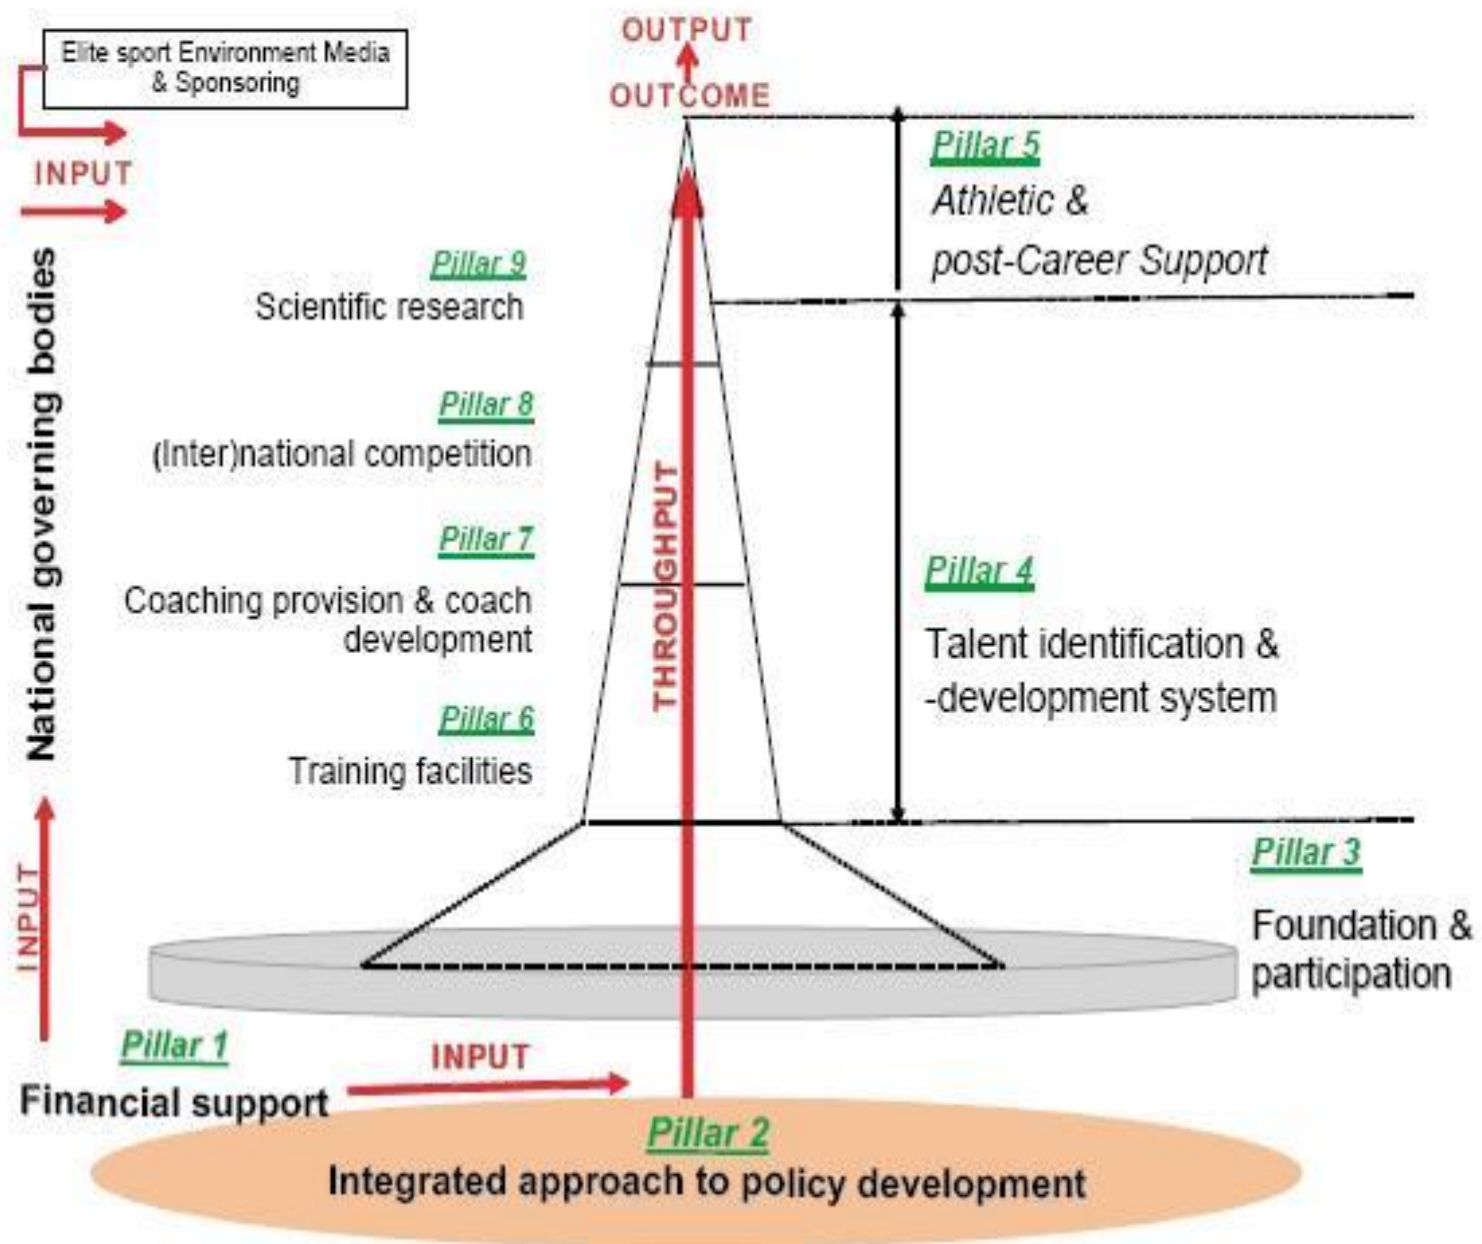 Elite sport Environment Media
& Sponsoring
INPUT
National governing bodies
INPUT
OUTPUT
OUTCOME
Pillar 5
Athletic &
post-Career Support
Pillar 9
Scientific research
Pillar 8
(Inter)national competition
Pillar 7
Coaching provision & coach
development
Pillar 6
Training facilities
THROUGHPUT
Pillar 4
Talent identification &
-development system
Pillar 3
Foundation &
participation
Pillar 1
Financial support
INPUT
Pillar 2
Integrated approach to policy development